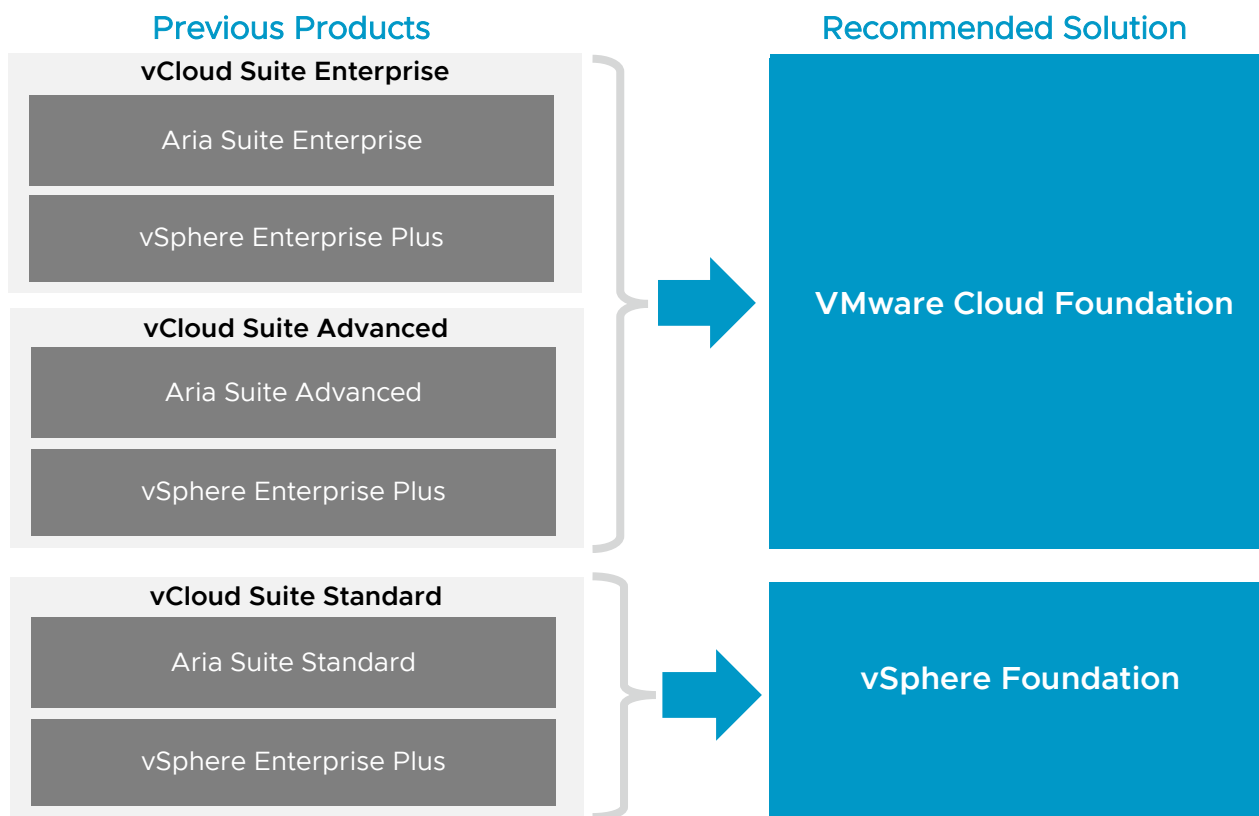 Previous Products
Recommended Solution
vCloud Suite Enterprise
Aria Suite Enterprise
vSphere Enterprise Plus
vCloud Suite Advanced
Aria Suite Advanced
vSphere Enterprise Plus
VMware Cloud Foundation
vCloud Suite Standard
Aria Suite Standard
vSphere Enterprise Plus
vSphere Foundation